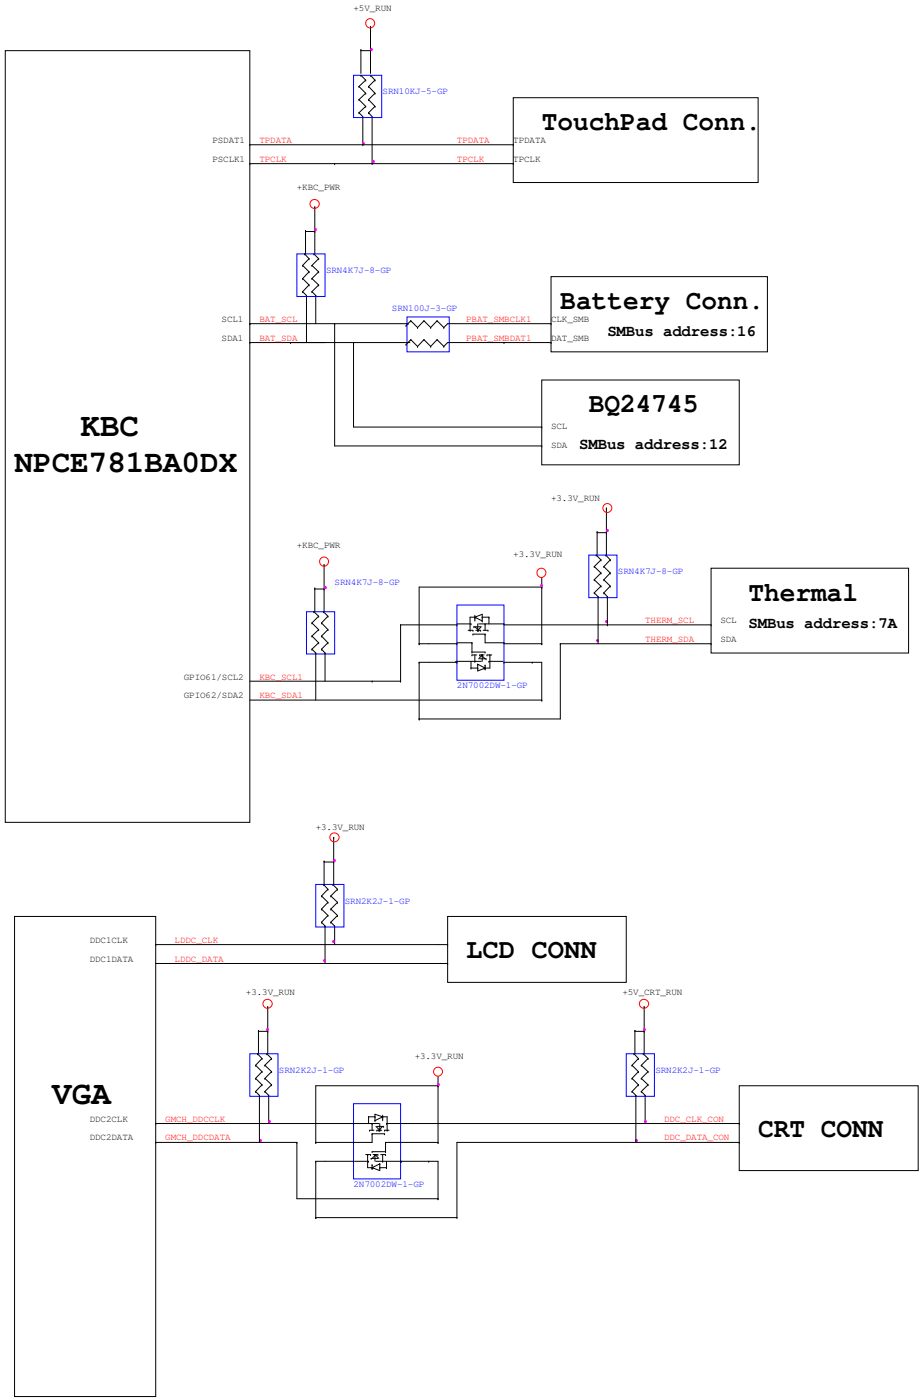 +5V_RUN
SRN10KJ-5-GP
TouchPad Conn.
PSDAT1 TPDATA TPDATA TPDATA
PSCLK1 TPCLK TPCLK TPCLK
+KBC_PWR
SRN4K7J-8-GP
Battery Conn.
SRN100J-3-GP
SCL1 BAT_SCL PBAT_SMBCLK1 CLK_SMB
SMBus address:16
SDA1 BAT_SDA PBAT_SMBDAT1 DAT_SMB
BQ24745
SCL
SDA SMBus address:12
KBC
NPCE781BA0DX
+3.3V_RUN
+KBC_PWR
+3.3V_RUN
SRN4K7J-8-GP
SRN4K7J-8-GP
Thermal
THERM_SCL SCL
SMBus address:7A
THERM_SDA SDA
GPIO61/SCL2 KBC_SCL1
2N7002DW-1-GP
GPIO62/SDA2 KBC_SDA1
+3.3V_RUN
SRN2K2J-1-GP
DDC1CLK LDDC_CLK
LCD CONN
DDC1DATA LDDC_DATA
+3.3V_RUN
+5V_CRT_RUN
+3.3V_RUN
SRN2K2J-1-GP
SRN2K2J-1-GP
VGA
DDC2CLK GMCH_DDCCLK DDC_CLK_CON
CRT CONN
DDC2DATA GMCH_DDCDATA DDC_DATA_CON
2N7002DW-1-GP